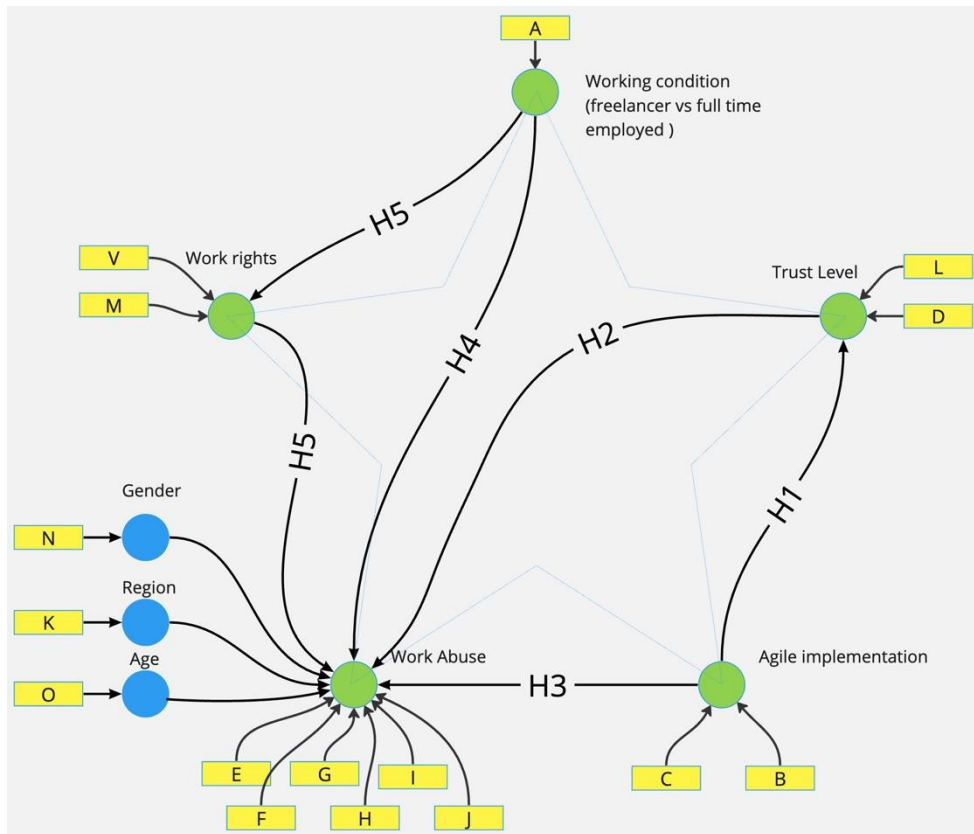 A
Working condition
(freelancer vs full time
employed )
H5
V
Work rights
M
Trust Level
L
D
H4
H2
H5
H1
Gender
N
Region
K
Age
O
Work Abuse
H3
Agile implementation
E
G
I
F
H
J
C
B